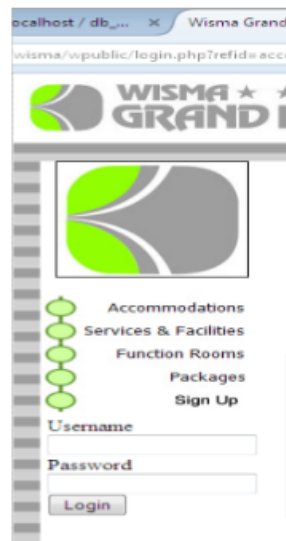 ocalhost / db_... × Wisma Grand
wisma/wpublic/login.php?refid=acc
WISMA ★ ★
GRAND
Accommodations
Services & Facilities
Function Rooms
Packages
Sign Up
Username
Password
Login